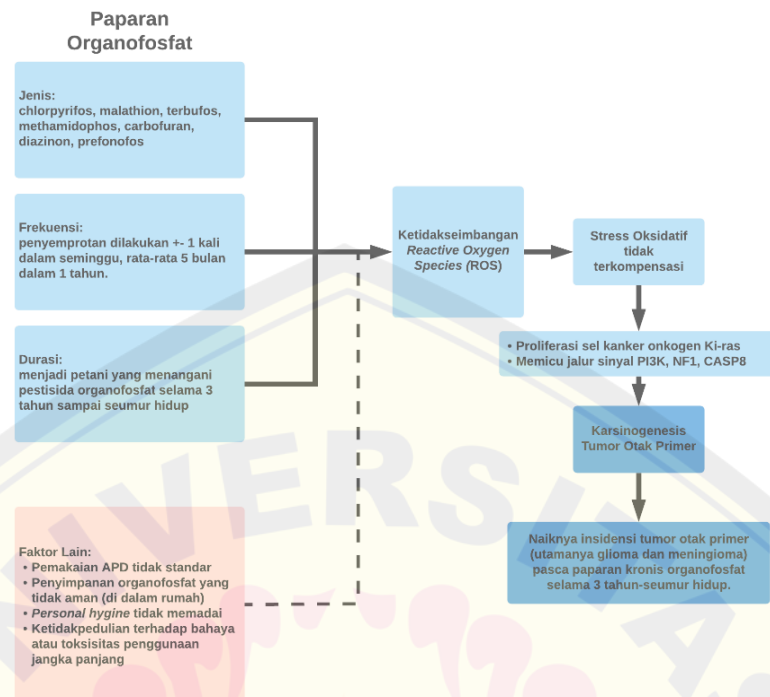 Paparan
Organofosfat
Jenis:
chlorpyrifos, malathion, terbufos,
methamidophos, carbofuran,
diazinon, prefonofos
Frekuensi:
penyemprotan dilakukan +- 1 kali
dalam seminggu, rata-rata 5 bulan
dalam 1 tahun.
Durasi:
menjadi petani yang menangani
pestisida organofosfat selama 3
tahun sampai seumur hidup
Faktor Lain:
• Pemakaian APD tidak standar
• Penyimpanan organofosfat yang
tidak aman (di dalam rumah)
• Personal hygine tidak memadai
• Ketidakpedulian terhadap bahaya
atau toksisitas penggunaan
jangka panjang
Ketidakseimbangan
Reactive Oxygen
Species (ROS)
Stress Oksidatif
tidak
terkompensasi
• Proliferasi sel kanker onkogen Ki-ras
• Memicu jalur sinyal PI3K, NF1, CASP8
Karsinogenesis
Tumor Otak Primer
Naiknya insidensi tumor otak primer
(utamanya glioma dan meningioma)
pasca paparan kronis organofosfat
selama 3 tahun-seumur hidup.